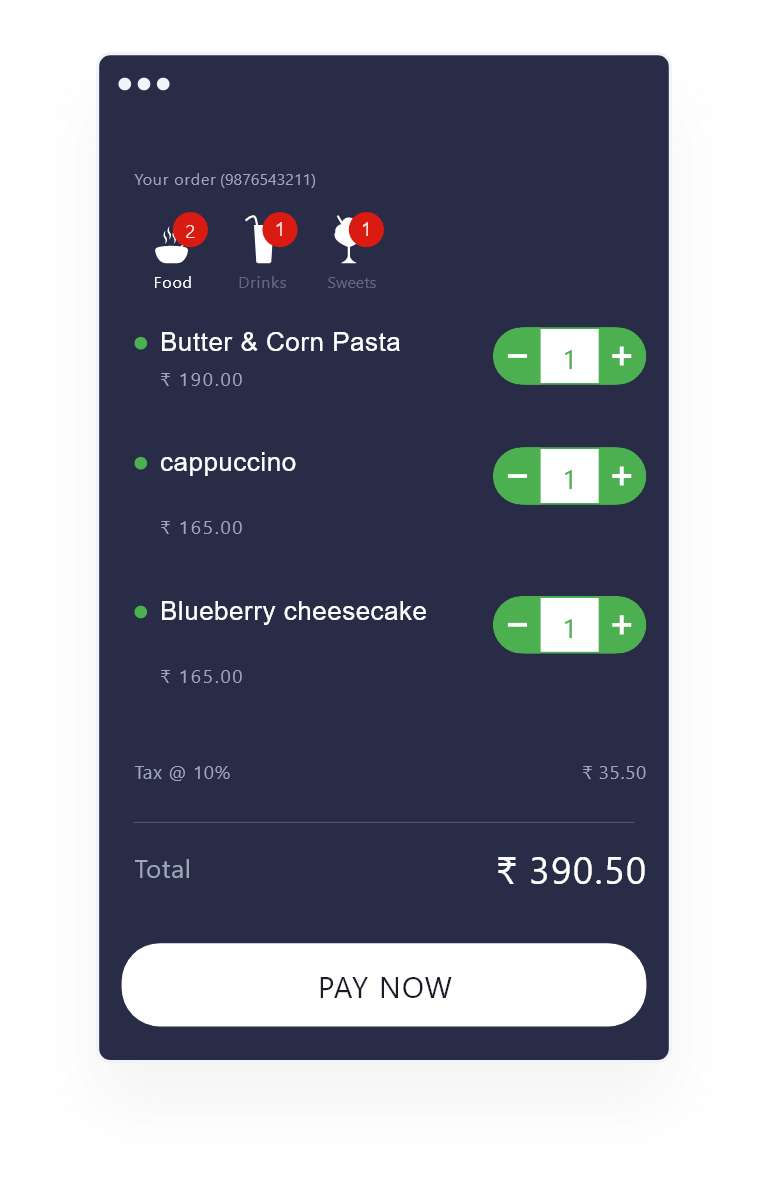 Your order (9876543211)
2 1 1
Food Drinks Sweets
Butter & Corn Pasta
₹ 190.00
− 1 +
cappuccino
− 1 +
₹ 165.00
Blueberry cheesecake
− 1 +
₹ 165.00
Tax @ 10% ₹ 35.50
Total ₹ 390.50
PAY NOW